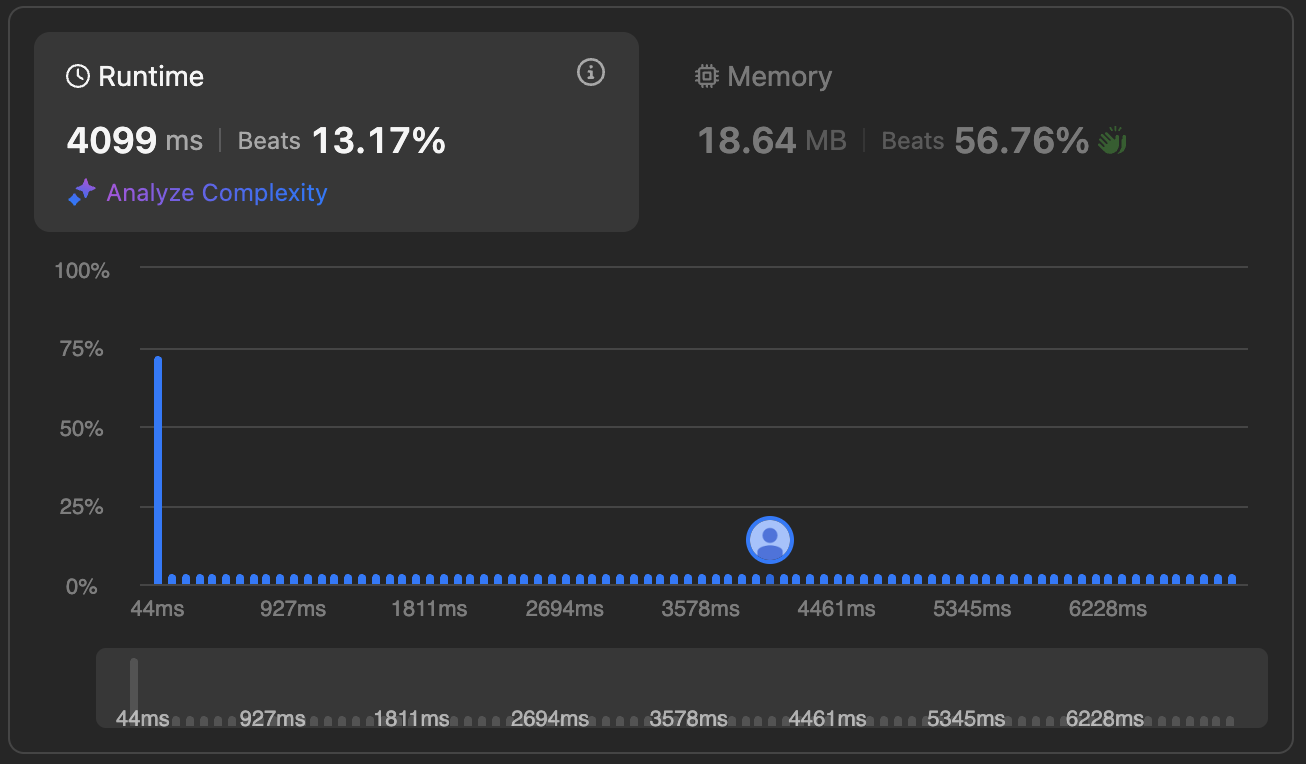 Runtime
4099 ms | Beats 13.17%
Analyze Complexity
Memory
18.64 MB | Beats 56.76%
100%
75%
50%
25%
0%
44ms 927ms 1811ms 2694ms 3578ms 4461ms 5345ms 6228ms
44ms 927ms 1811ms 2694ms 3578ms 4461ms 5345ms 6228ms